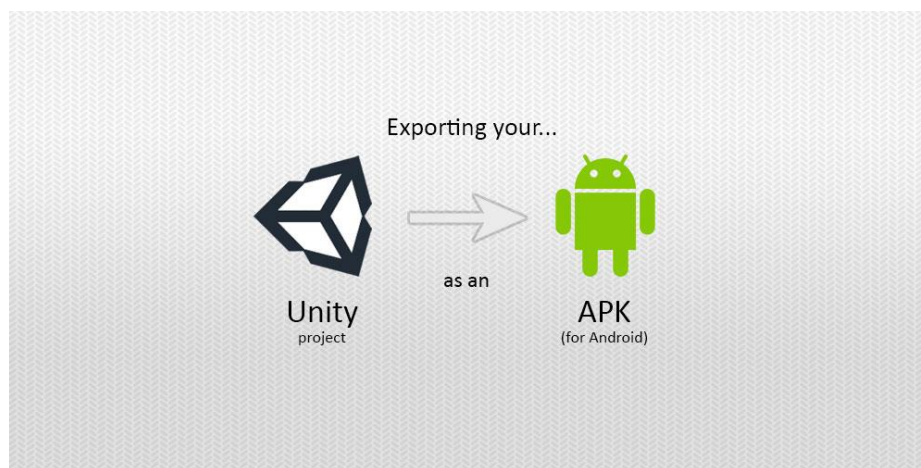 Exporting your...
as an
Unity
project
APK
(for Android)